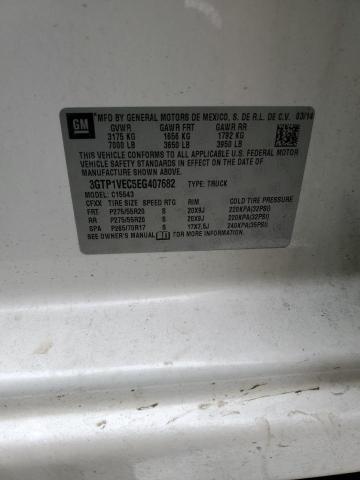 GM
MFD BY GENERAL MOTORS DE MEXICO, S. DE R.L. DE C.V. 03/14
GVWR GAWR FRT GAWR RR
3175 KG 1656 KG 1792 KG
7000 LB 3650 LB 3950 LB
THIS VEHICLE CONFORMS TO ALL APPLICABLE U.S. FEDERAL MOTOR
VEHICLE SAFETY STANDARDS IN EFFECT ON THE DATE OF
MANUFACTURE SHOWN ABOVE.
3GTP1VEC5EG407682 TYPE: TRUCK
MODEL: C15543
CFXX TIRE SIZE SPEED RTG RIM COLD TIRE PRESSURE
FRT P275/55R20 S 20X9J 220KPA(32PSI)
RR P275/55R20 S 20X9J 220KPA(32PSI)
SPA P265/70R17 S 17X7.5J 240KPA(35PSI)
SEE OWNER'S MANUAL FOR MORE INFORMATION.